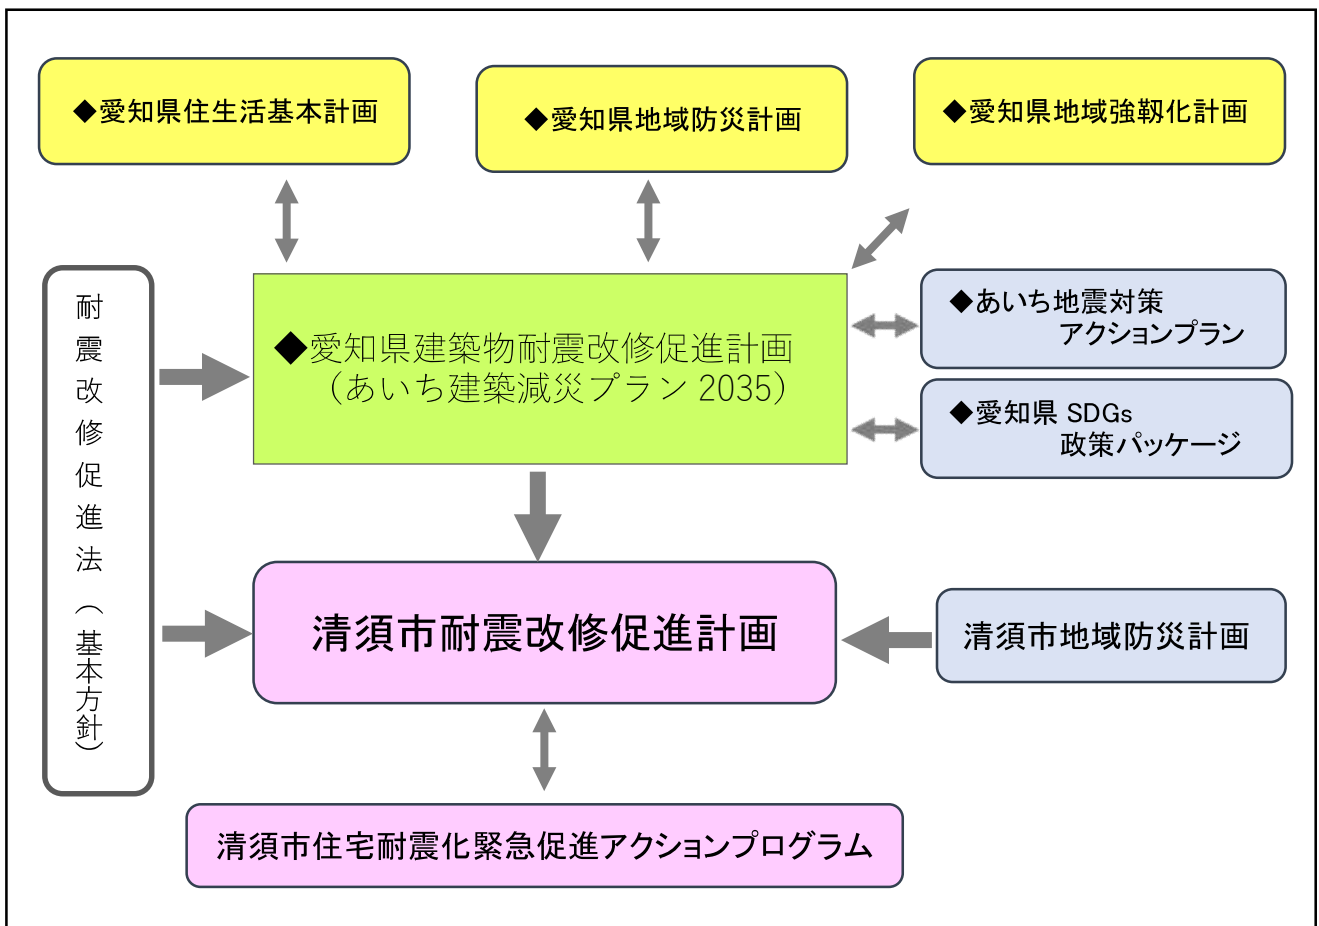 ◆愛知県住生活基本計画
◆愛知県地域防災計画
◆愛知県地域強靱化計画
耐震改修促進法（基本方針）
◆愛知県建築物耐震改修促進計画
（あいち建築減災プラン 2035）
◆あいち地震対策
アクションプラン
◆愛知県 SDGs
政策パッケージ
清須市耐震改修促進計画
清須市地域防災計画
清須市住宅耐震化緊急促進アクションプログラム